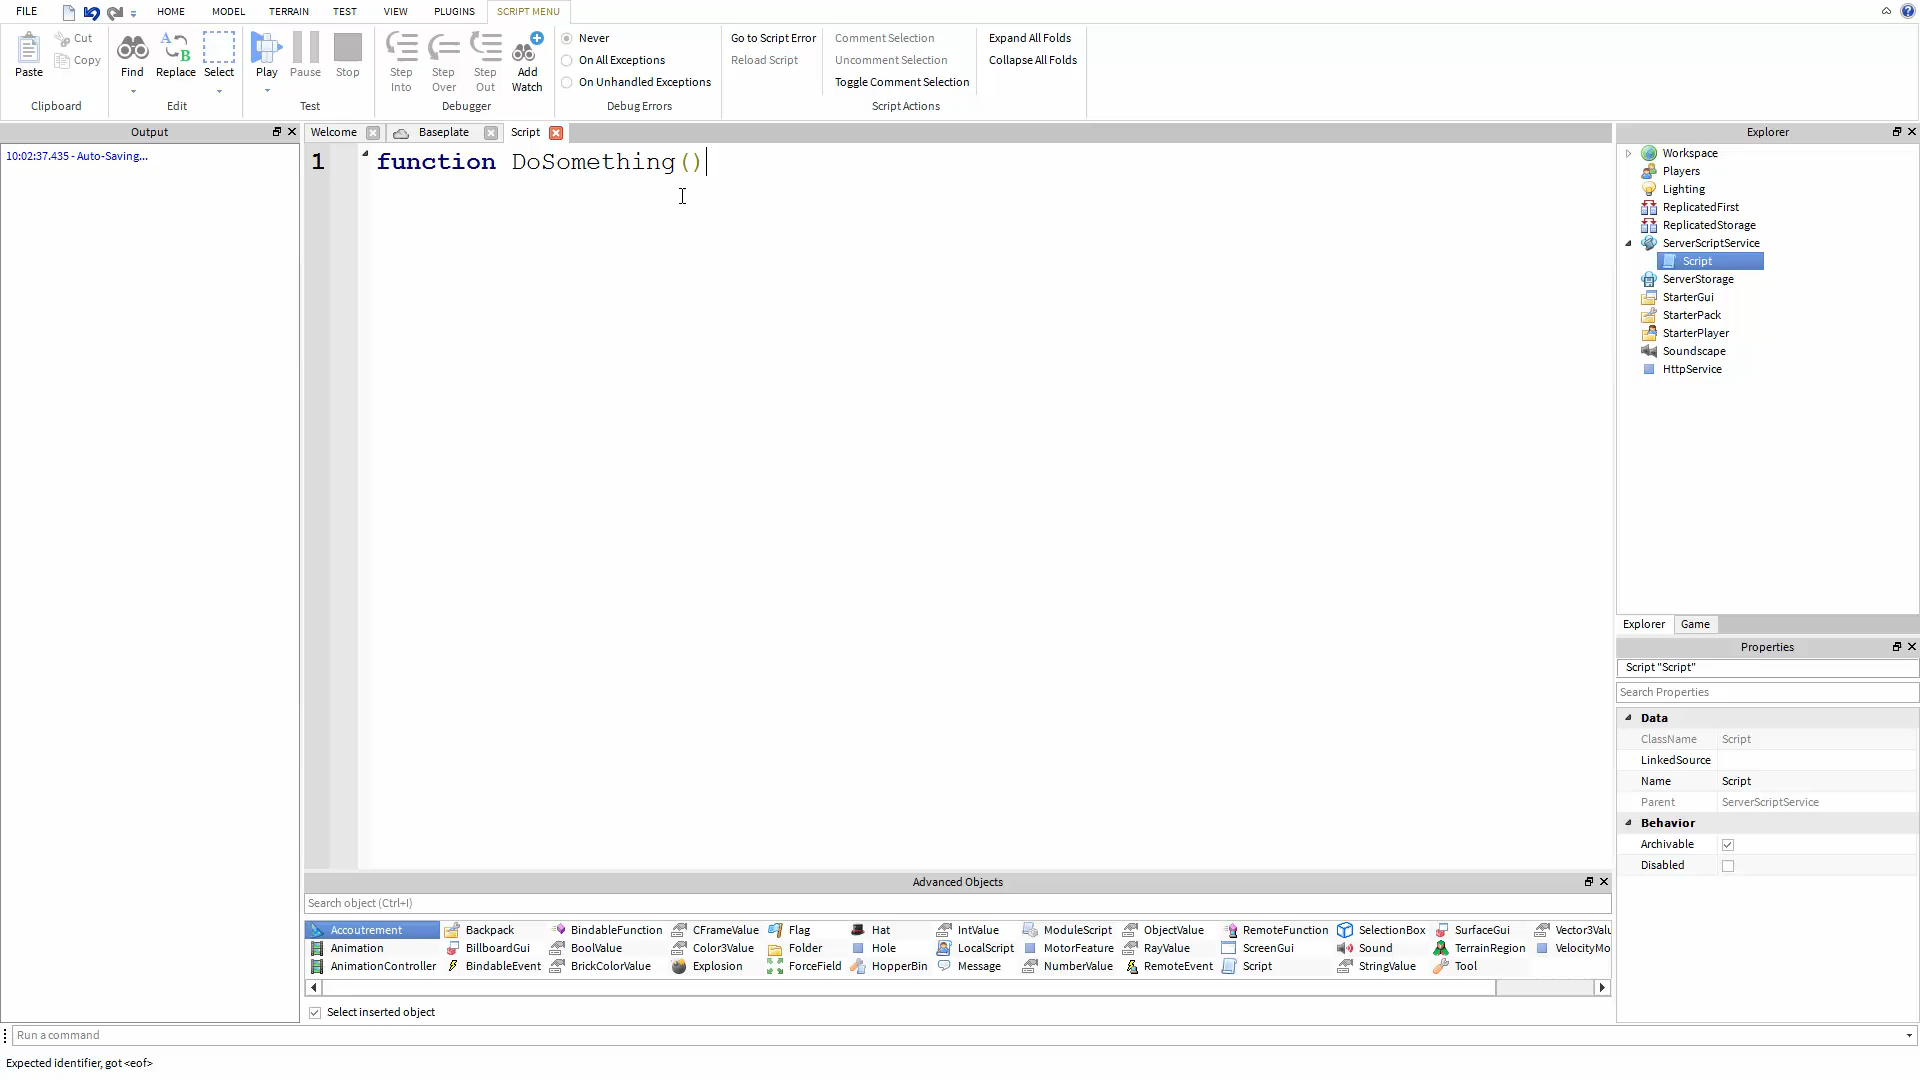 FILE HOME MODEL TERRAIN TEST VIEW PLUGINS SCRIPT MENU
Paste
Cut
Copy
Clipboard
Find
Replace
Select
Edit
Play
Pause
Stop
Test
Step Into
Step Over
Step Out
Add Watch
Debugger
Never
On All Exceptions
On Unhandled Exceptions
Debug Errors
Go to Script Error
Reload Script
Comment Selection
Uncomment Selection
Toggle Comment Selection
Script Actions
Expand All Folds
Collapse All Folds
Output
10:02:37.435 - Auto-Saving...
Welcome Baseplate Script
1 function DoSomething()
Explorer
Workspace
Players
Lighting
ReplicatedFirst
ReplicatedStorage
ServerScriptService
Script
ServerStorage
StarterGui
StarterPack
StarterPlayer
Soundscape
HttpService
Explorer Game
Properties
Script "Script"
Search Properties
Data
ClassName Script
LinkedSource
Name Script
Parent ServerScriptService
Behavior
Archivable
Disabled
Advanced Objects
Search object (Ctrl+I)
Accoutrement Backpack BindableFunction CFrameValue Flag Hat IntValue ModuleScript ObjectValue RemoteFunction SelectionBox SurfaceGui Vector3Valu
Animation BillboardGui BoolValue Color3Value Folder Hole LocalScript MotorFeature RayValue ScreenGui Sound TerrainRegion VelocityMo
AnimationController BindableEvent BrickColorValue Explosion ForceField HopperBin Message NumberValue RemoteEvent Script StringValue Tool
Select inserted object
Run a command
Expected identifier, got <eof>